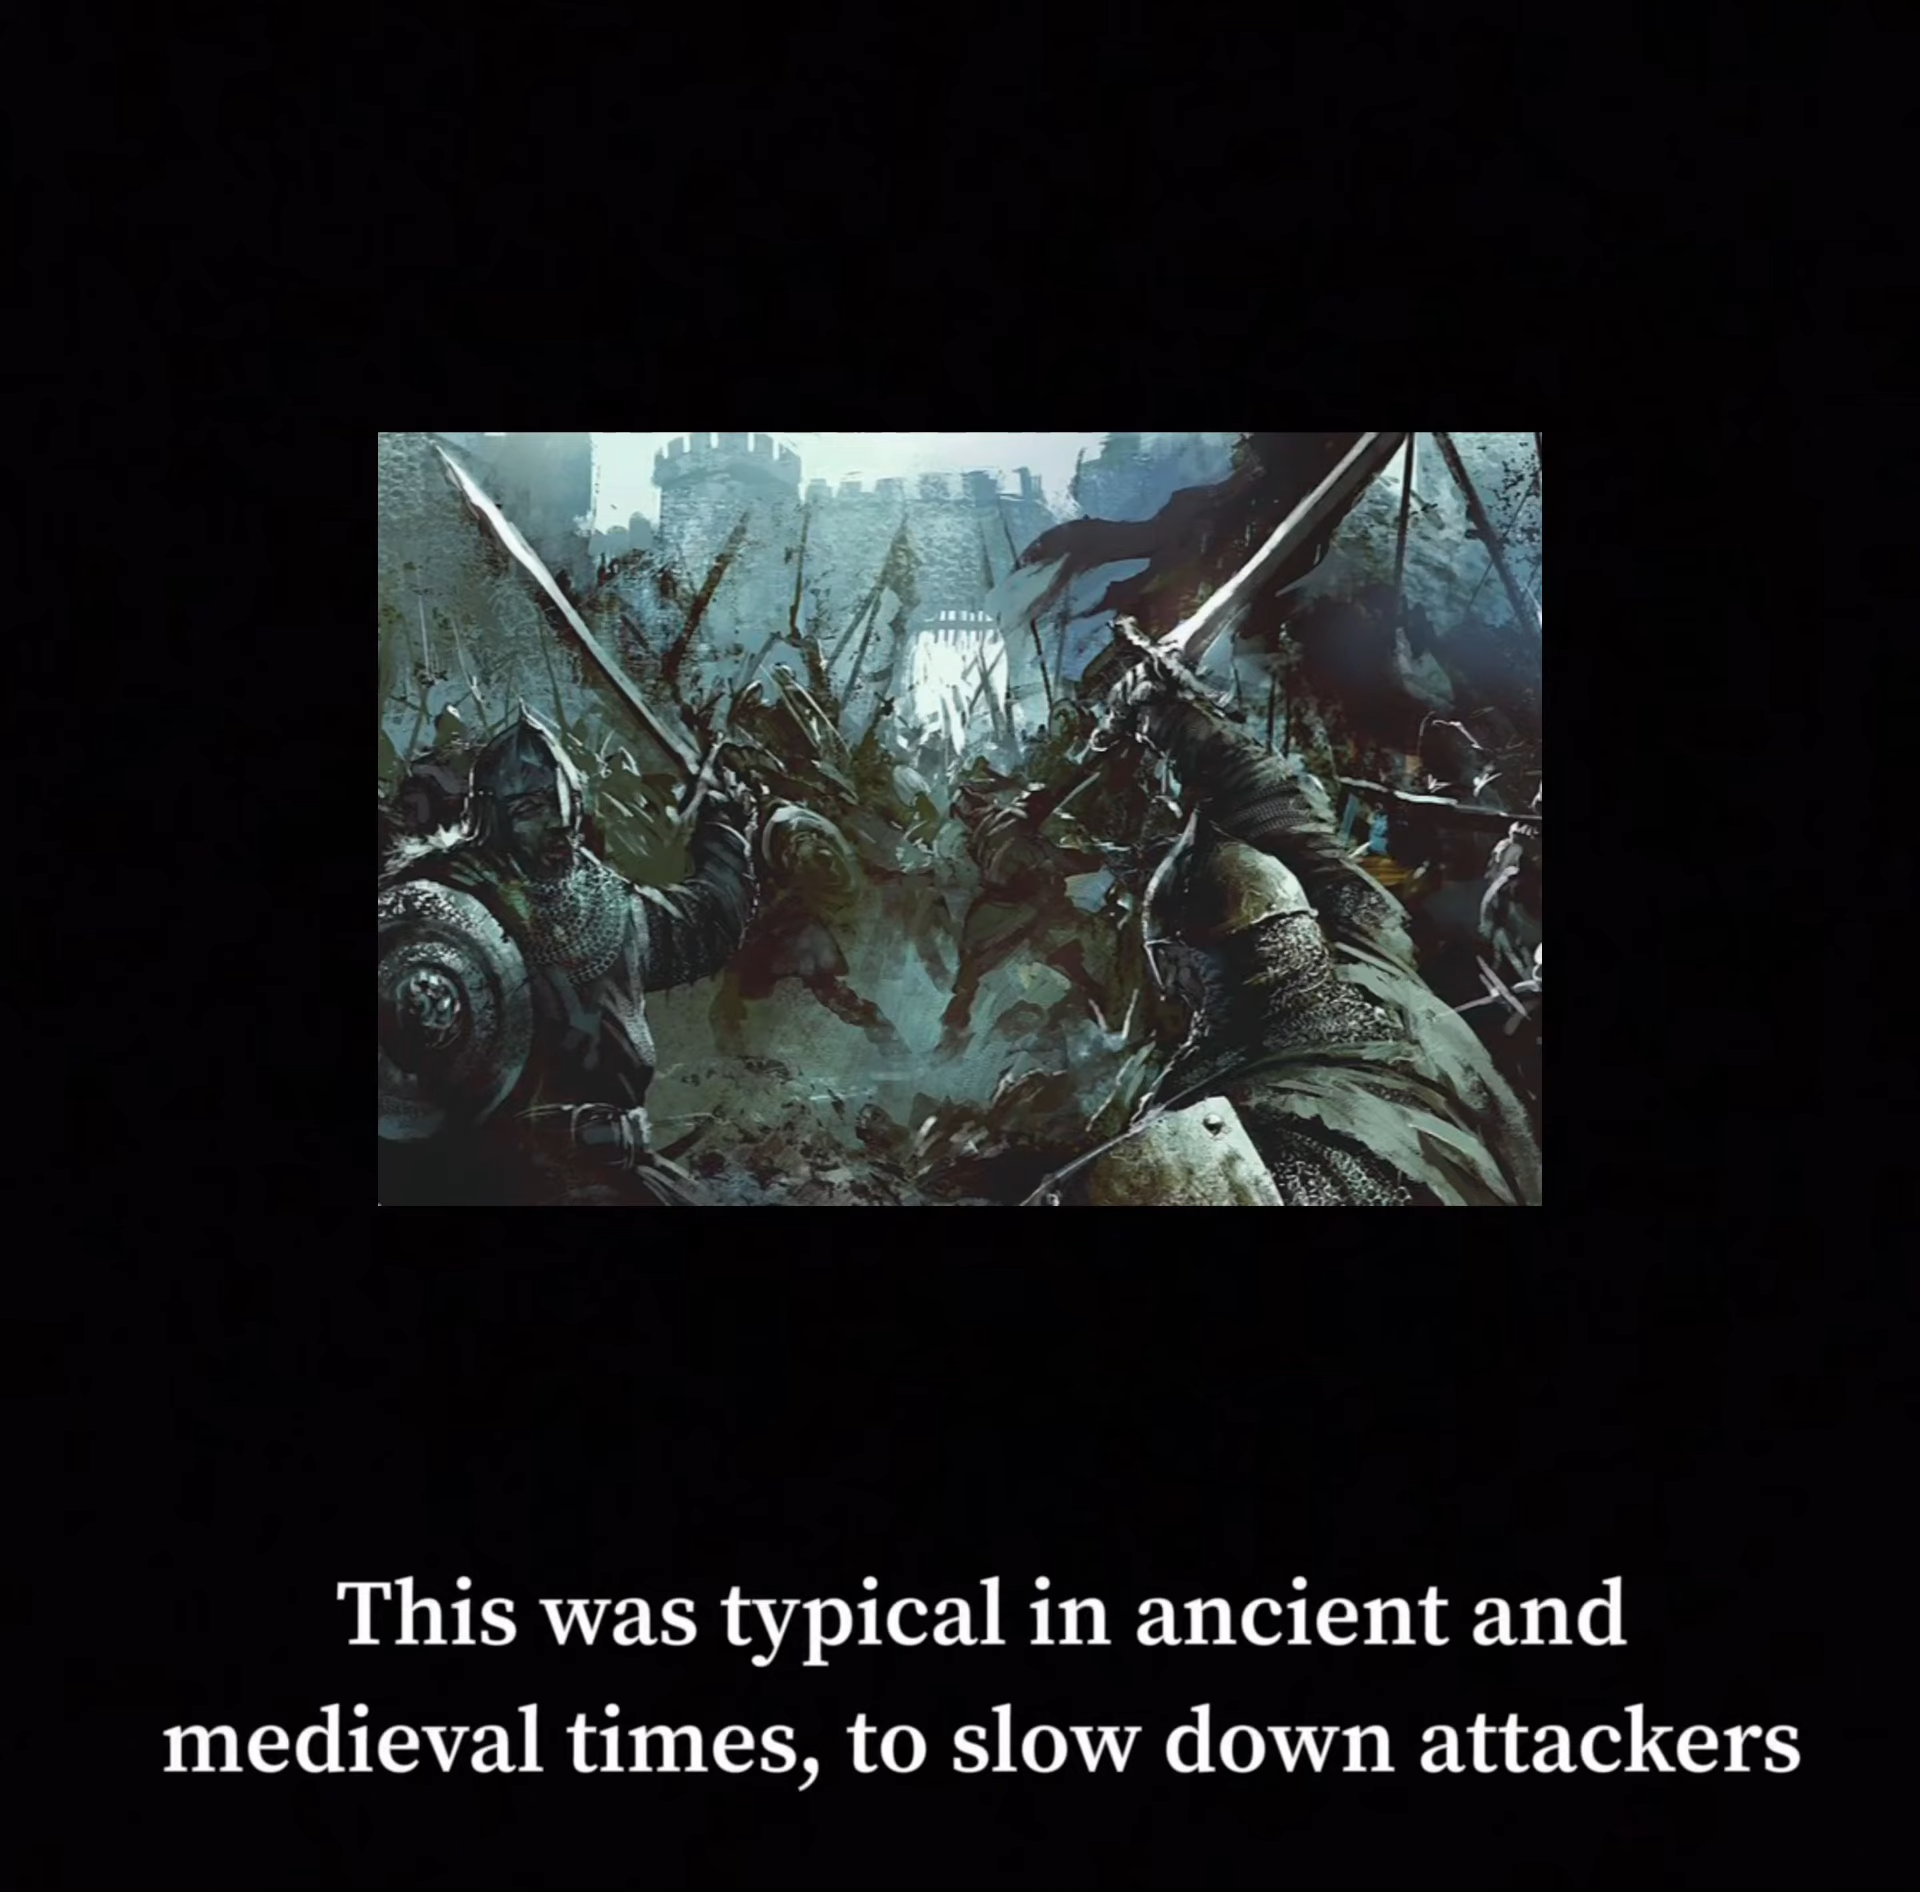 This was typical in ancient and
medieval times, to slow down attackers